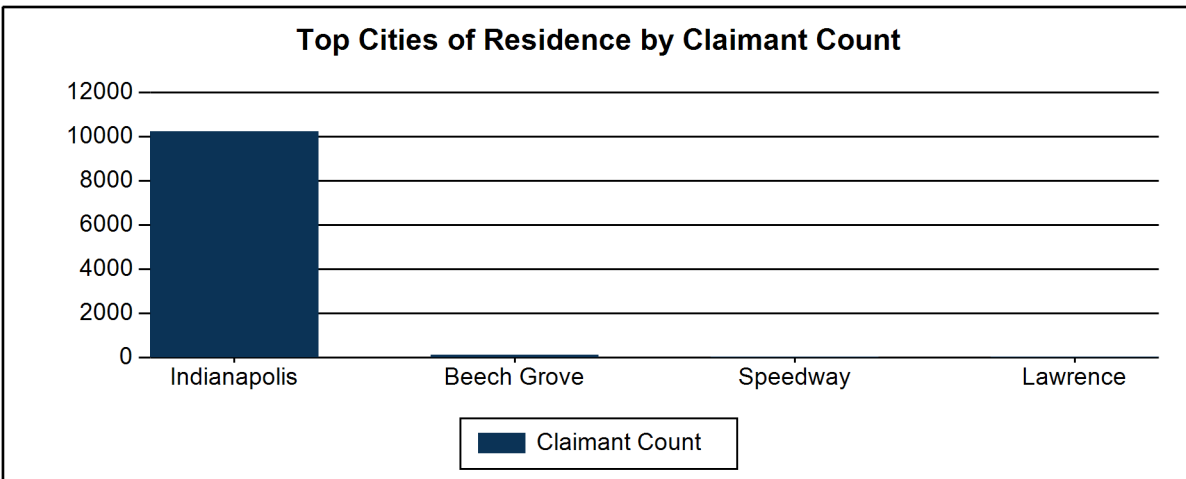 Top Cities of Residence by Claimant Count
12000
10000
8000
6000
4000
2000
0
Indianapolis Beech Grove Speedway Lawrence
Claimant Count